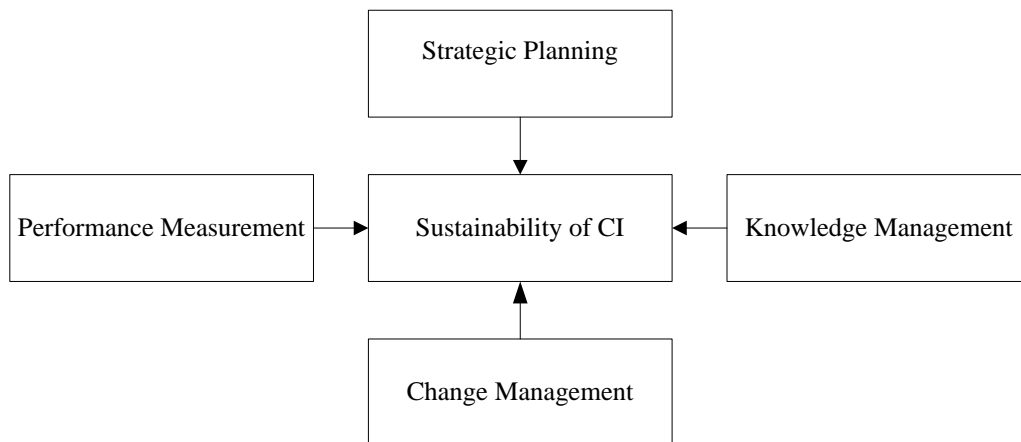 Strategic Planning
Performance Measurement
Sustainability of CI
Knowledge Management
Change Management